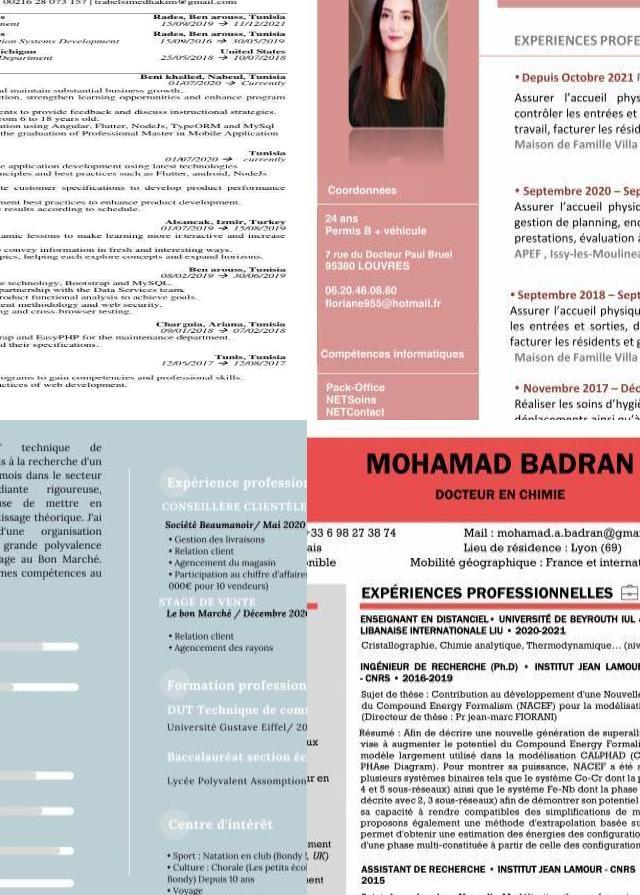 00216 28 073 157 | trabelsimedhakim@gmail.com
Rades, Ben arouss, Tunisia
15/09/2019 → 11/12/2021
Rades, Ben arouss, Tunisia
ion Systems Development 15/09/2016 → 30/05/2019
ichigan United States
Department 25/05/2018 → 10/07/2018
Beni khalled, Nabeul, Tunisia
01/07/2020 → Currently
d maintain substantial business growth.
ction, strengthen learning opportunities and enhance program
ents to provide feedback and discuss instructional strategies.
rom 6 to 18 years old.
ation using Angular, Flutter, NodeJs, TypeORM and MySql
the graduation of Professional Master in Mobile Application
Tunisia
01/07/2020 → currently
e application development using latest technologies
nciples and best practices such as Flutter, android, NodeJs
te customer specifications to develop product performance
ment best practices to enhance product development.
results according to schedule.
Alsancak, Izmir, Turkey
01/07/2019 → 15/08/2019
amic lessons to make learning more interactive and increase
o convey information in fresh and interesting ways.
pics, helping each explore concepts and expand horizons.
Ben arouss, Tunisia
08/02/2019 → 30/06/2019
e technology, Bootstrap and MySQL.
partnership with the Data Services team.
roduct functional analysis to achieve goals.
ent methodology and web security.
ng and cross-browser testing.
Charguia, Ariana, Tunisia
09/01/2018 → 07/02/2018
rap and EasyPHP for the maintenance department.
d their specifications.
Tunis, Tunisia
12/05/2017 → 12/08/2017
ograms to gain competencies and professional skills.
actices of web development.
Coordonnées
24 ans
Permis B + véhicule
7 rue du Docteur Paul Bruel
95380 LOUVRES
06.20.46.08.80
floriane955@hotmail.fr
Compétences informatiques
Pack-Office
NETSoins
NETContact
EXPERIENCES PROFE
• Depuis Octobre 2021
Assurer l'accueil phys
contrôler les entrées et
travail, facturer les résid
Maison de Famille Villa
• Septembre 2020 – Sep
Assurer l'accueil physiq
gestion de planning, enc
prestations, évaluation à
APEF , Issy-les-Moulinea
• Septembre 2018 – Sept
Assurer l'accueil physiqu
les entrées et sorties, d
facturer les résidents et g
Maison de Famille Villa
• Novembre 2017 – Déc
Réaliser les soins d'hygiè
déplacements ainsi qu'à
technique de
s à la recherche d'un
mois dans le secteur
diante rigoureuse,
use de mettre en
tissage théorique. J'ai
d'une organisation
grande polyvalence
age au Bon Marché.
mes compétences au
Expérience profession
CONSEILLÈRE CLIENTÈLE
Société Beaumanoir/ Mai 2020
• Gestion des livraisons
• Relation client
• Agencement du magasin
• Participation au chiffre d'affaire
000€ pour 10 vendeurs)
STAGE DE VENTE
Le bon Marché / Décembre 202
• Relation client
• Agencement des rayons
Formation profession
DUT Technique de com
Université Gustave Eiffel/ 20
Baccalauréat section éc
Lycée Polyvalent Assomption
Centre d'intérêt
• Sport : Natation en club (Bondy
• Culture : Chorale (Les petits écol
Bondy) Depuis 10 ans
• Voyage
MOHAMAD BADRAN
DOCTEUR EN CHIMIE
+33 6 98 27 38 74 Mail : mohamad.a.badran@gma
ais Lieu de résidence : Lyon (69)
onible Mobilité géographique : France et internat
ux
ur en
ment
, UK)
ent
EXPÉRIENCES PROFESSIONNELLES
ENSEIGNANT EN DISTANCIEL • UNIVERSITÉ DE BEYROUTH IUL &
LIBANAISE INTERNATIONALE LIU • 2020-2021
Cristallographie, Chimie analytique, Thermodynamique... (niv
INGÉNIEUR DE RECHERCHE (Ph.D) • INSTITUT JEAN LAMOUR
- CNRS • 2016-2019
Sujet de thèse : Contribution au développement d'une Nouvelle
du Compound Energy Formalism (NACEF) pour la modélisati
(Directeur de thèse : Pr jean-marc FIORANI)
Résumé : Afin de décrire une nouvelle génération de superalli
vise à augmenter le potentiel du Compound Energy Formali
modèle largement utilisé dans la modélisation CALPHAD (C
PHAse Diagram). Pour montrer sa puissance, NACEF a été a
plusieurs systèmes binaires tels que le système Co-Cr dont la p
4 et 5 sous-réseaux) ainsi que le système Fe-Nb dont la phase
décrite avec 2, 3 sous-réseaux) afin de démontrer son potentiel
sa capacité à rendre compatibles des simplifications de m
proposons également une méthode d'extrapolation basée su
permet d'obtenir une estimation des énergies des configuratio
d'une phase multi-constituée à partir de celle des configuration
ASSISTANT DE RECHERCHE • INSTITUT JEAN LAMOUR - CNRS
2015